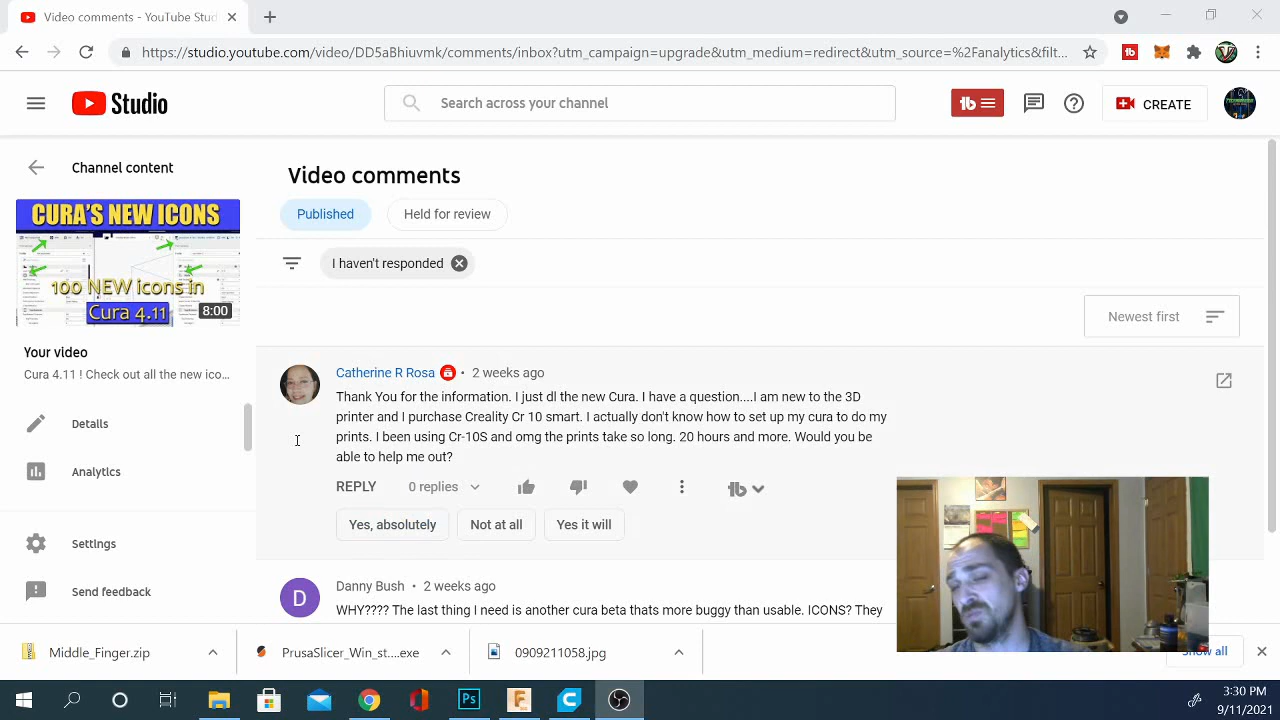 Video comments - YouTube Stud
https://studio.youtube.com/video/DD5aBhiuvmk/comments/inbox?utm_campaign=upgrade&utm_medium=redirect&utm_source=%2Fanalytics&filt...
Studio
Search across your channel
CREATE
Channel content
CURA'S NEW ICONS
100 NEW icons in
Cura 4.11
8:00
Your video
Cura 4.11 ! Check out all the new ico...
Details
Analytics
Settings
Send feedback
Video comments
Published
Held for review
I haven't responded
Newest first
Catherine R Rosa • 2 weeks ago
Thank You for the information. I just dl the new Cura. I have a question....I am new to the 3D
printer and I purchase Creality Cr 10 smart. I actually don't know how to set up my cura to do my
prints. I been using Cr-10S and omg the prints take so long. 20 hours and more. Would you be
able to help me out?
REPLY
0 replies
Yes, absolutely
Not at all
Yes it will
D
Danny Bush • 2 weeks ago
WHY???? The last thing I need is another cura beta thats more buggy than usable. ICONS? They
Middle_Finger.zip
PrusaSlicer_Win_st....exe
0909211058.jpg
Show all
Ps
3:30 PM
9/11/2021